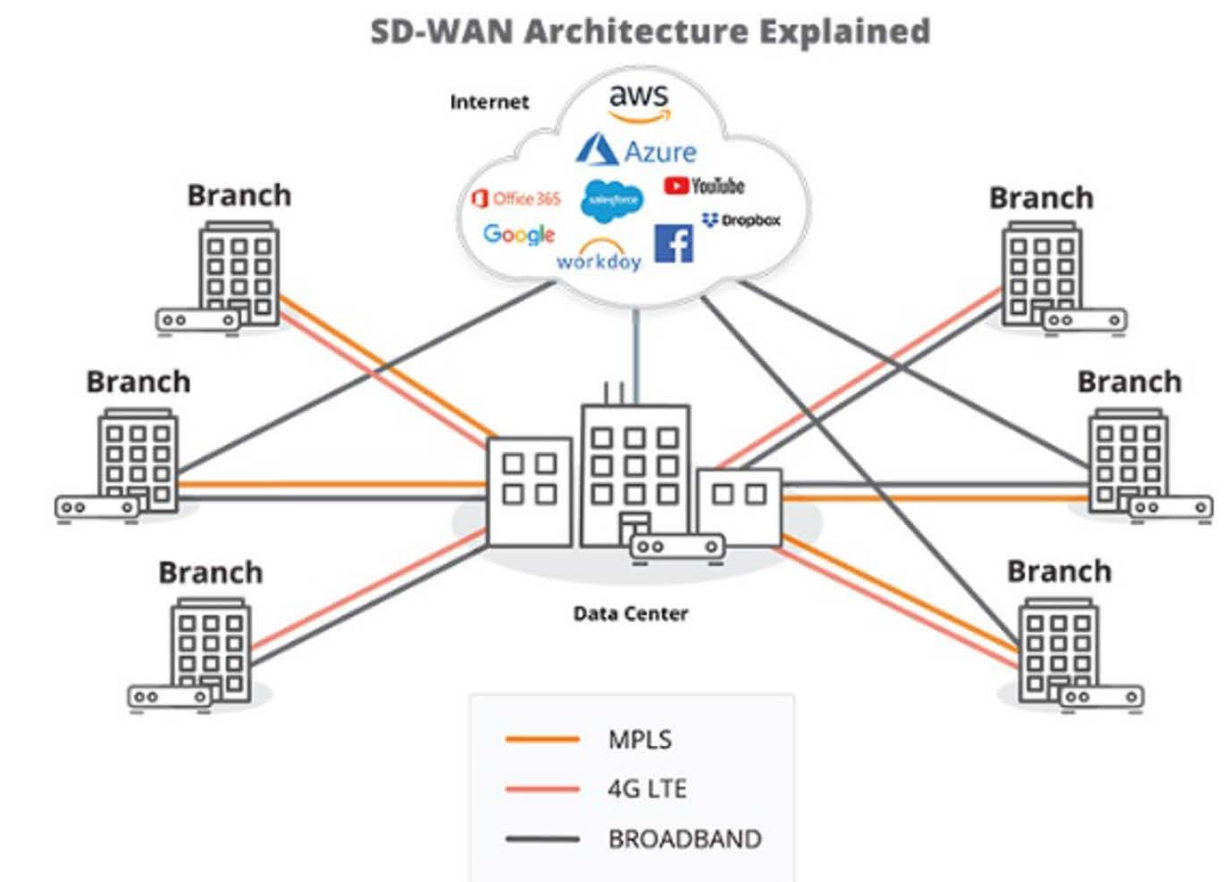 SD-WAN Architecture Explained
Internet
aws
Azure
Office 365
salesforce
YouTube
Google
Dropbox
workday
f
Branch
Branch
Branch
Branch
Branch
Branch
Data Center
MPLS
4G LTE
BROADBAND